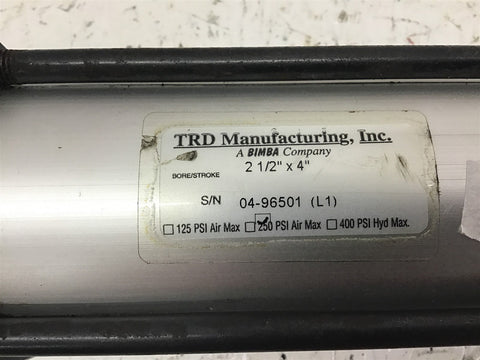 TRD Manufacturing, Inc.
A BIMBA Company
BORE/STROKE 2 1/2" x 4"
S/N 04-96501 (L1)
☐ 125 PSI Air Max ☑ 250 PSI Air Max ☐ 400 PSI Hyd Max.